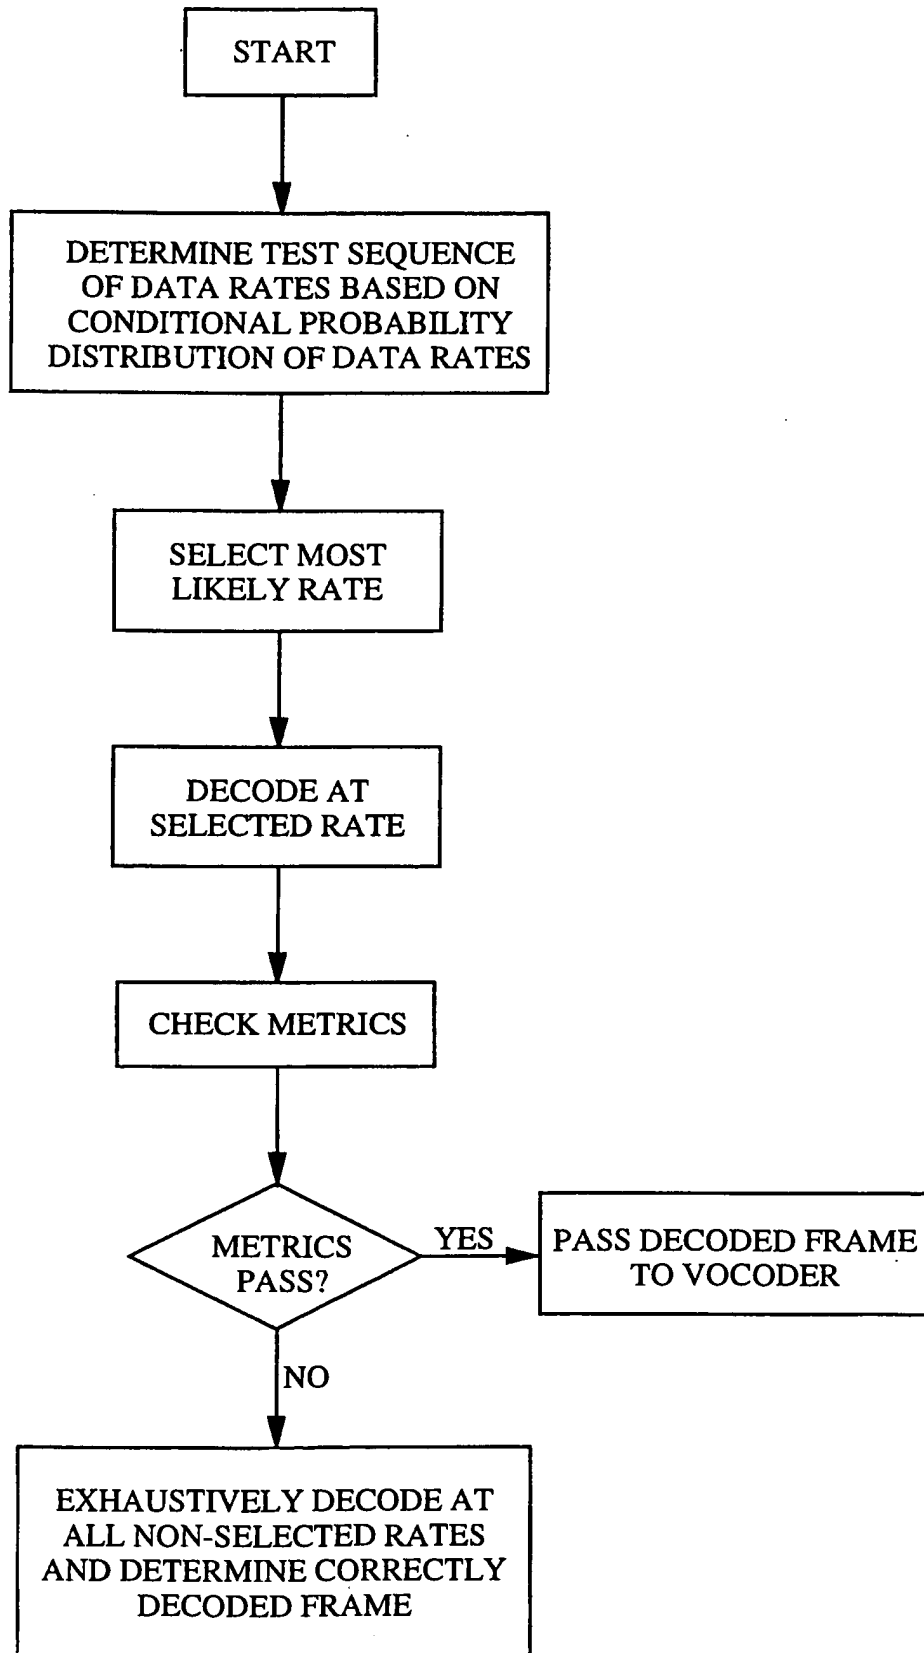 START
DETERMINE TEST SEQUENCE
OF DATA RATES BASED ON
CONDITIONAL PROBABILITY
DISTRIBUTION OF DATA RATES
SELECT MOST
LIKELY RATE
DECODE AT
SELECTED RATE
CHECK METRICS
METRICS
PASS?
YES
PASS DECODED FRAME
TO VOCODER
NO
EXHAUSTIVELY DECODE AT
ALL NON-SELECTED RATES
AND DETERMINE CORRECTLY
DECODED FRAME